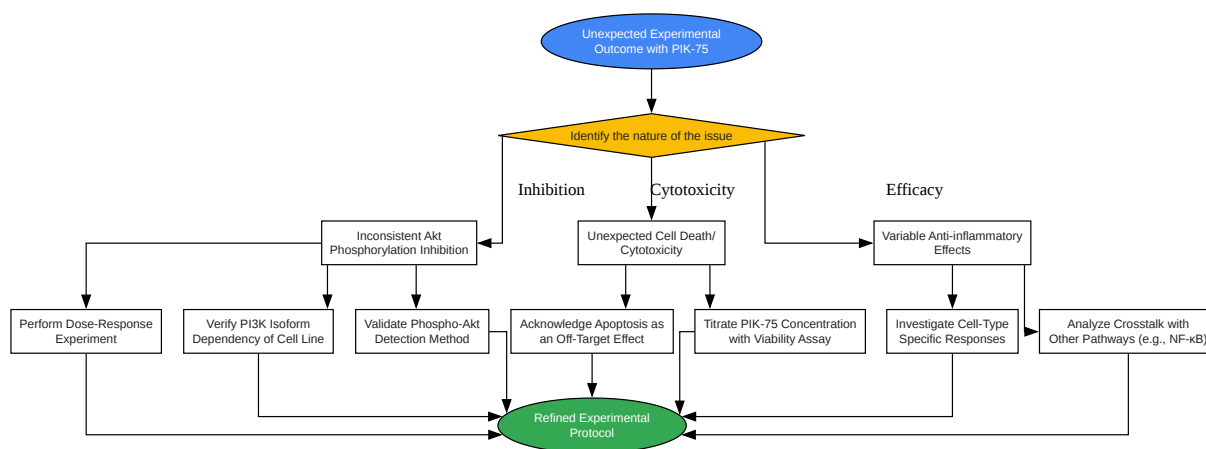 Unexpected Experimental
Outcome with PIK-75
Identify the nature of the issue
Inhibition
Cytotoxicity
Efficacy
Inconsistent Akt
Phosphorylation Inhibition
Unexpected Cell Death/
Cytotoxicity
Variable Anti-inflammatory
Effects
Perform Dose-Response
Experiment
Verify PI3K Isoform
Dependency of Cell Line
Validate Phospho-Akt
Detection Method
Acknowledge Apoptosis as
an Off-Target Effect
Titrate PIK-75 Concentration
with Viability Assay
Investigate Cell-Type
Specific Responses
Analyze Crosstalk with
Other Pathways (e.g., NF-κB)
Refined Experimental
Protocol